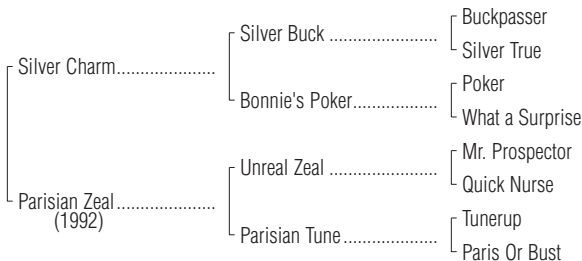 Buckpasser
Silver Buck ....................
Silver True
Silver Charm.....................
Poker
Bonnie's Poker.................
What a Surprise
Mr. Prospector
Unreal Zeal .....................
Quick Nurse
Parisian Zeal.....................
(1992)
Tunerup
Parisian Tune...................
Paris Or Bust